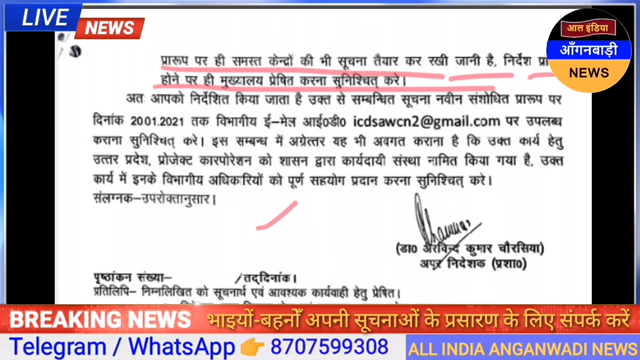 LIVE NEWS
आल इंडिया
आँगनबाड़ी
NEWS
प्रारूप पर ही समस्त केन्द्रों की भी सूचना तैयार कर रखी जानी है, निर्देश
होने पर ही मुख्यालय प्रेषित करना सुनिश्चित करे।
अत आपको निर्देशित किया जाता है उक्त से सम्बन्धित सूचना नवीन संशोधित प्रारूप पर
दिनांक 20.01.2021 तक विभागीय ई–मेल आई०डी० icdsawcn2@gmail.com पर उपलब्ध
कराना सुनिश्चित करे। इस सम्बन्ध में अग्रेत्तर यह भी अवगत कराना है कि उक्त कार्य हेतु
उत्तर प्रदेश, प्रोजेक्ट कारपोरेशन को शासन द्वारा कार्यदायी संस्था नामित किया गया है, उक्त
कार्य में इनके विभागीय अधिकारियों को पूर्ण सहयोग प्रदान करना सुनिश्चित् करे।
संलग्नक–उपरोक्तानुसार।
(डा० अरविन्द कुमार चौरसिया)
अपर निदेशक (प्रशा०)
पृष्ठांकन संख्या– /तद्दिनांक।
प्रतिलिपि– निम्नलिखित को सूचनार्थ एवं आवश्यक कार्यवाही हेतु प्रेषित।
BREAKING NEWS भाइयों-बहनोँ अपनी सूचनाओं के प्रसारण के लिए संपर्क करें
Telegram / WhatsApp 👉 8707599308 ALL INDIA ANGANWADI NEWS